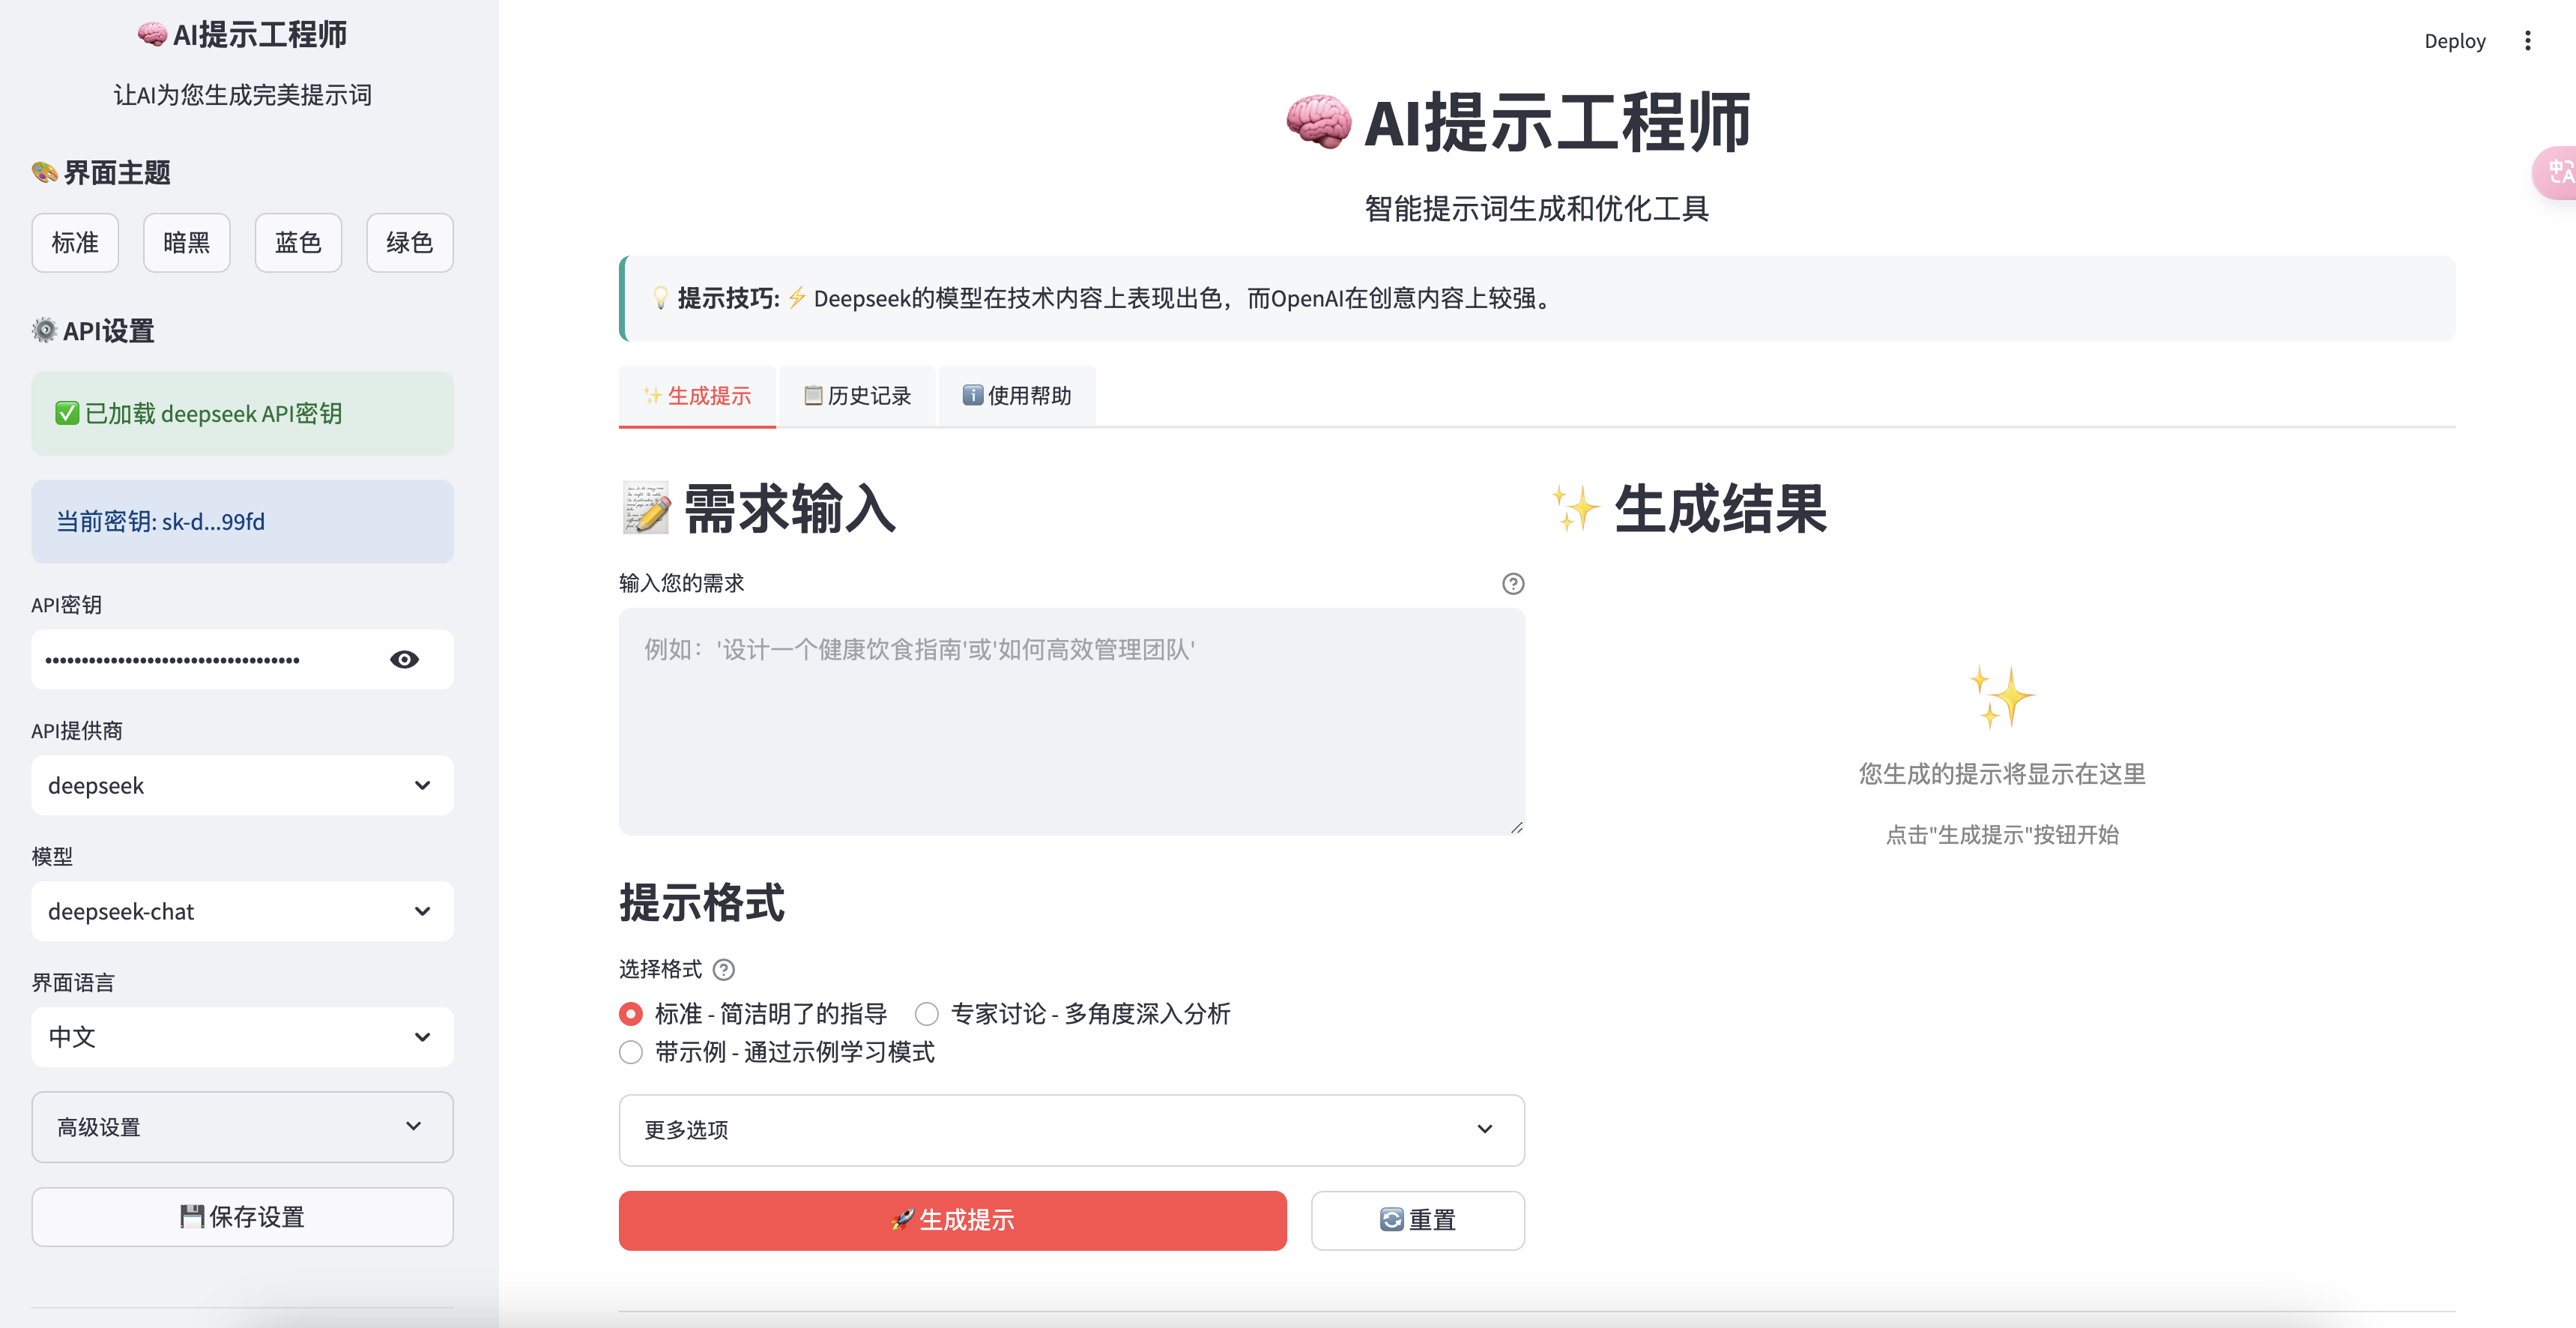 AI提示工程师
让AI为您生成完美提示词
界面主题
标准 暗黑 蓝色 绿色
API设置
已加载 deepseek API密钥
当前密钥: sk-d...99fd
API密钥
API提供商
deepseek
模型
deepseek-chat
界面语言
中文
高级设置
保存设置
Deploy
AI提示工程师
智能提示词生成和优化工具
提示技巧: ⚡ Deepseek的模型在技术内容上表现出色，而OpenAI在创意内容上较强。
生成提示 历史记录 使用帮助
需求输入
输入您的需求
例如：'设计一个健康饮食指南'或'如何高效管理团队'
提示格式
选择格式
标准 - 简洁明了的指导 专家讨论 - 多角度深入分析
带示例 - 通过示例学习模式
更多选项
生成提示 重置
生成结果
您生成的提示将显示在这里
点击"生成提示"按钮开始
中A